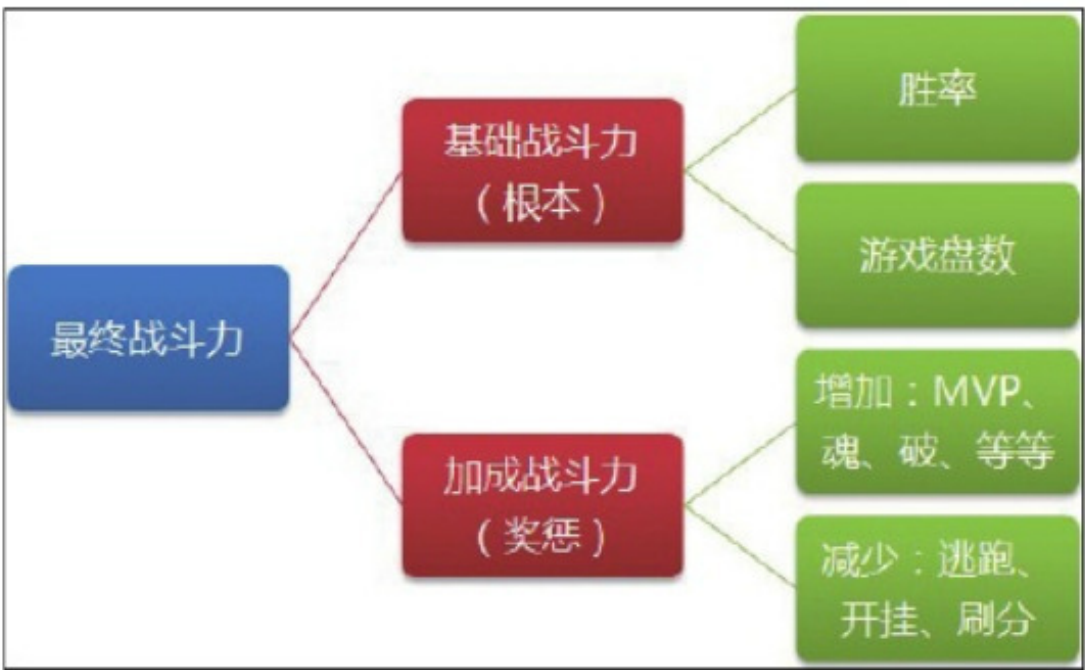 最终战斗力
基础战斗力
（根本）
加成战斗力
（奖惩）
胜率
游戏盘数
增加：MVP、
魂、破、等等
减少：逃跑、
开挂、刷分